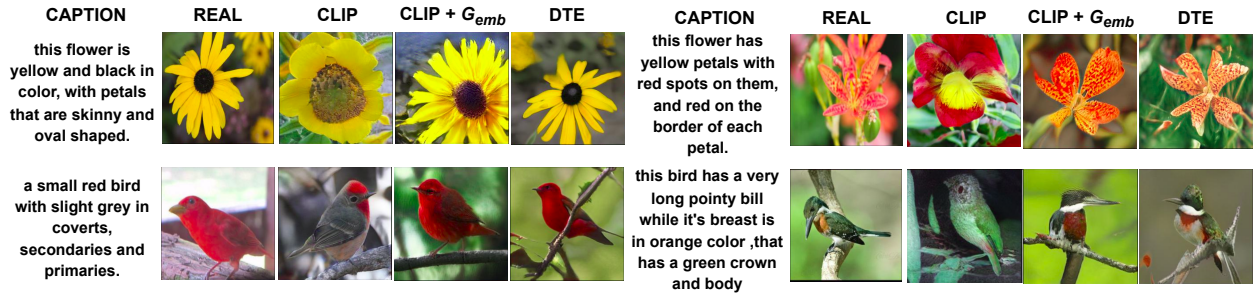 CAPTION REAL CLIP CLIP + G_emb DTE
this flower is
yellow and black in
color, with petals
that are skinny and
oval shaped.
a small red bird
with slight grey in
coverts,
secondaries and
primaries.
CAPTION REAL CLIP CLIP + G_emb DTE
this flower has
yellow petals with
red spots on them,
and red on the
border of each
petal.
this bird has a very
long pointy bill
while it's breast is
in orange color ,that
has a green crown
and body